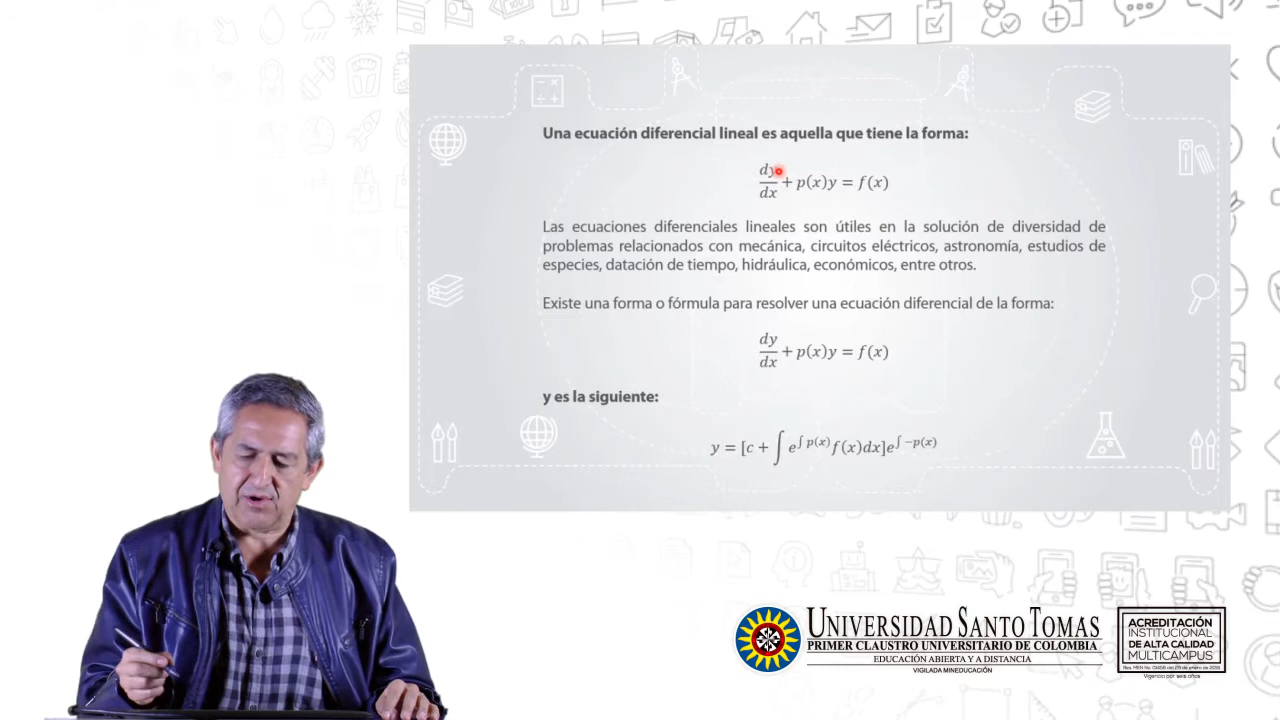 Una ecuación diferencial lineal es aquella que tiene la forma:
dy/dx + p(x)y = f(x)
Las ecuaciones diferenciales lineales son útiles en la solución de diversidad de
problemas relacionados con mecánica, circuitos eléctricos, astronomía, estudios de
especies, datación de tiempo, hidráulica, económicos, entre otros.
Existe una forma o fórmula para resolver una ecuación diferencial de la forma:
dy/dx + p(x)y = f(x)
y es la siguiente:
y = [c + ∫ e^∫ p(x) f(x)dx]e^∫ −p(x)
UNIVERSIDAD SANTO TOMAS
PRIMER CLAUSTRO UNIVERSITARIO DE COLOMBIA
EDUCACIÓN ABIERTA Y A DISTANCIA
VIGILADA MINEDUCACIÓN
ACREDITACIÓN
INSTITUCIONAL
DE ALTA CALIDAD
MULTICAMPUS
Vigencia por seis años